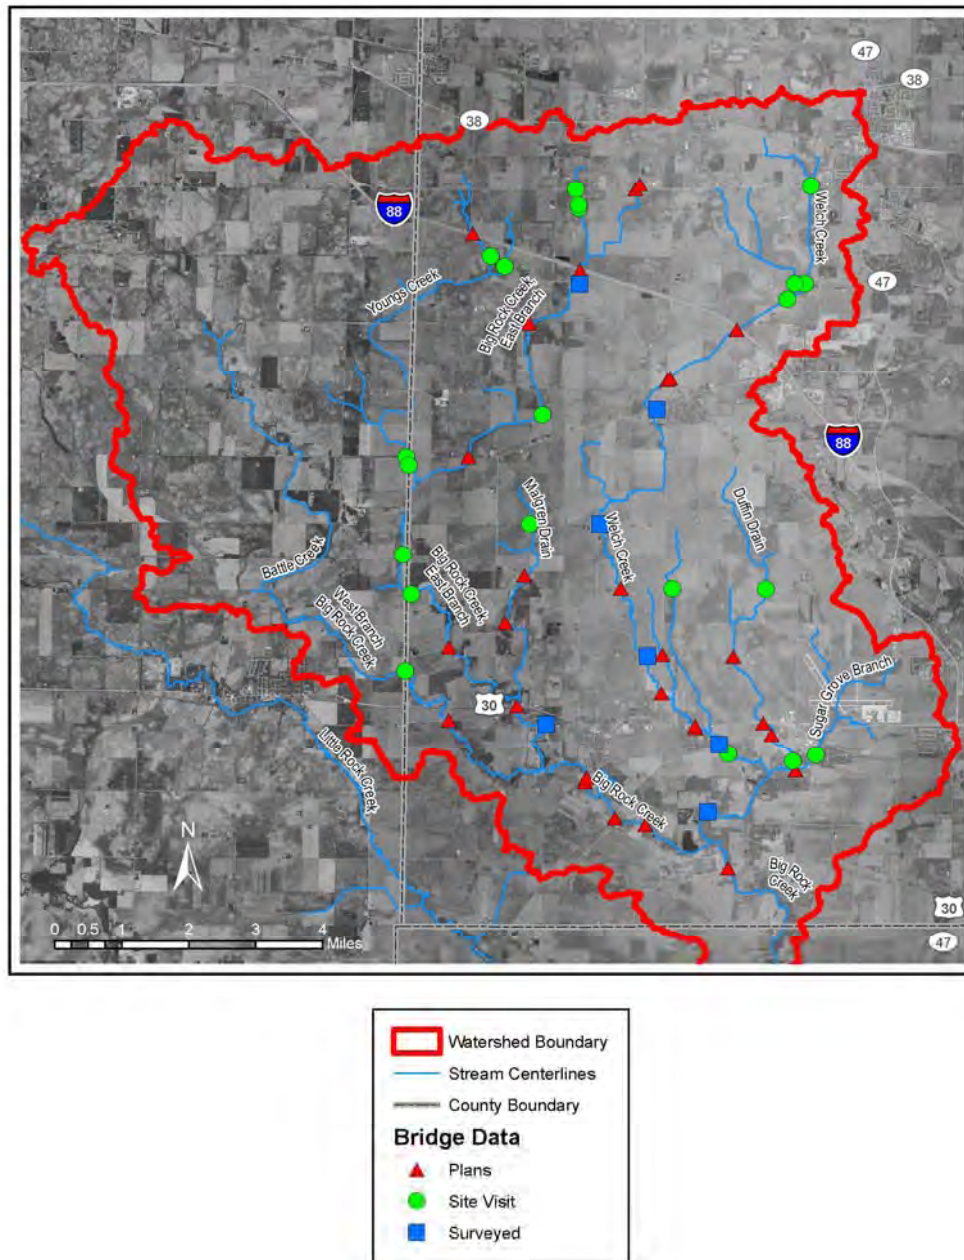 47
38
38
88
Welch Creek
Youngs Creek
Big Rock Creek,
East Branch
47
88
Malgren Drain
Duffin Drain
Welch Creek
Battle Creek
Big Rock Creek,
East Branch
West Branch
Big Rock Creek
Sugar Grove Branch
30
Little Rock Creek
Big Rock Creek
N
Big Rock
Creek
30
47
0 0.5 1 2 3 4
Miles
Watershed Boundary
Stream Centerlines
County Boundary
Bridge Data
Plans
Site Visit
Surveyed